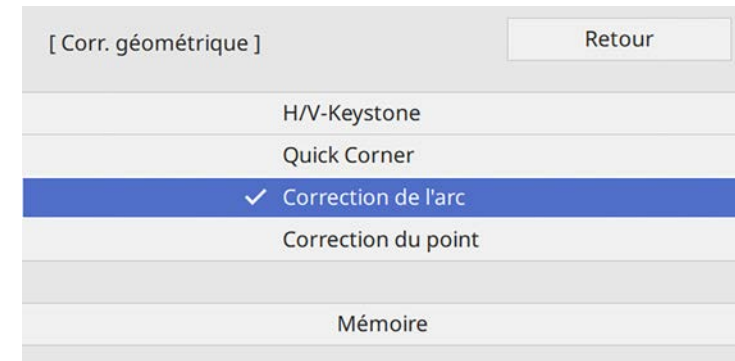 [ Corr. géométrique ]
Retour
H/V-Keystone
Quick Corner
Correction de l'arc
Correction du point
Mémoire